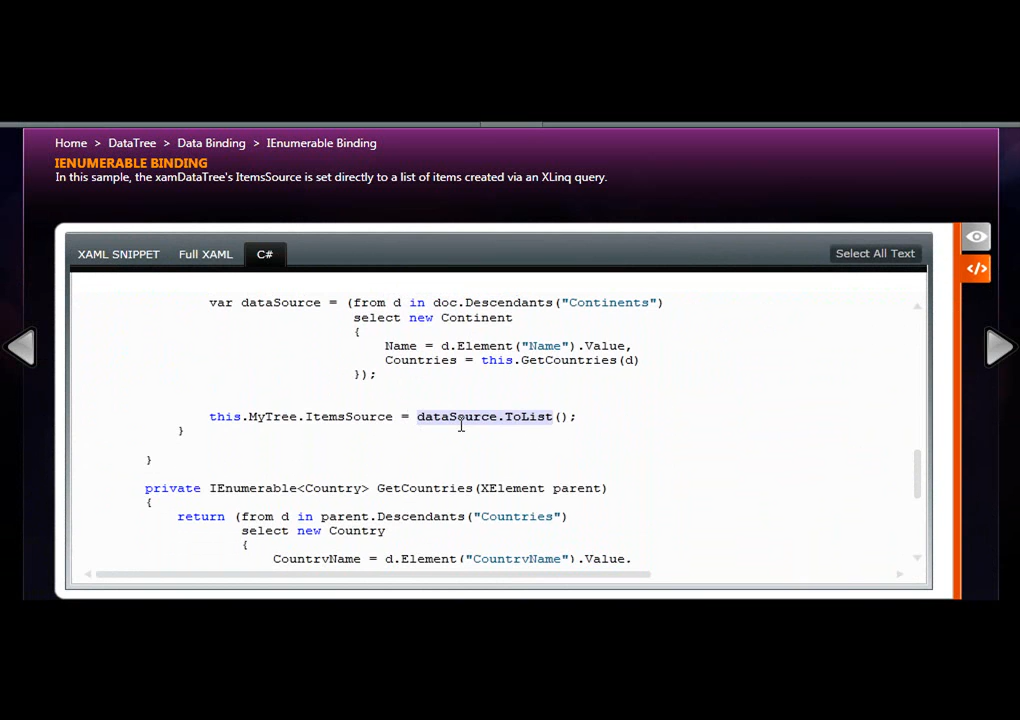 Home > DataTree > Data Binding > IEnumerable Binding
IENUMERABLE BINDING
In this sample, the xamDataTree's ItemsSource is set directly to a list of items created via an XLinq query.
XAML SNIPPET Full XAML C# Select All Text
</>
var dataSource = (from d in doc.Descendants("Continents")
select new Continent
{
Name = d.Element("Name").Value,
Countries = this.GetCountries(d)
});
this.MyTree.ItemsSource = dataSource.ToList();
}
}
private IEnumerable<Country> GetCountries(XElement parent)
{
return (from d in parent.Descendants("Countries")
select new Country
{
CountryName = d.Element("CountryName").Value,